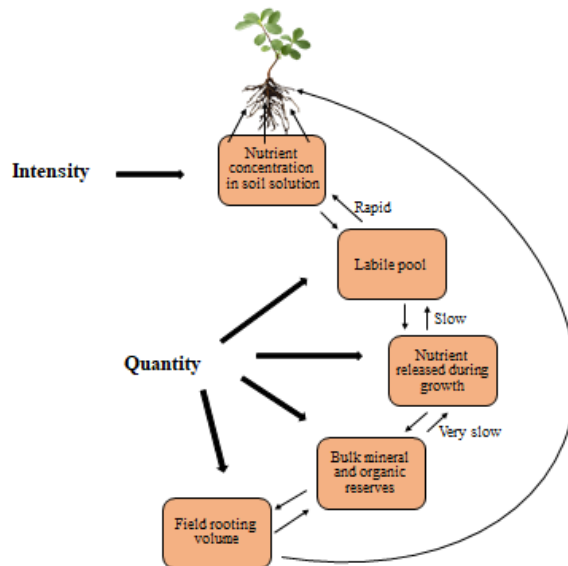 Nutrient
concentration
in soil solution
Intensity
Rapid
Labile pool
Slow
Quantity
Nutrient
released during
growth
Very slow
Bulk mineral
and organic
reserves
Field rooting
volume